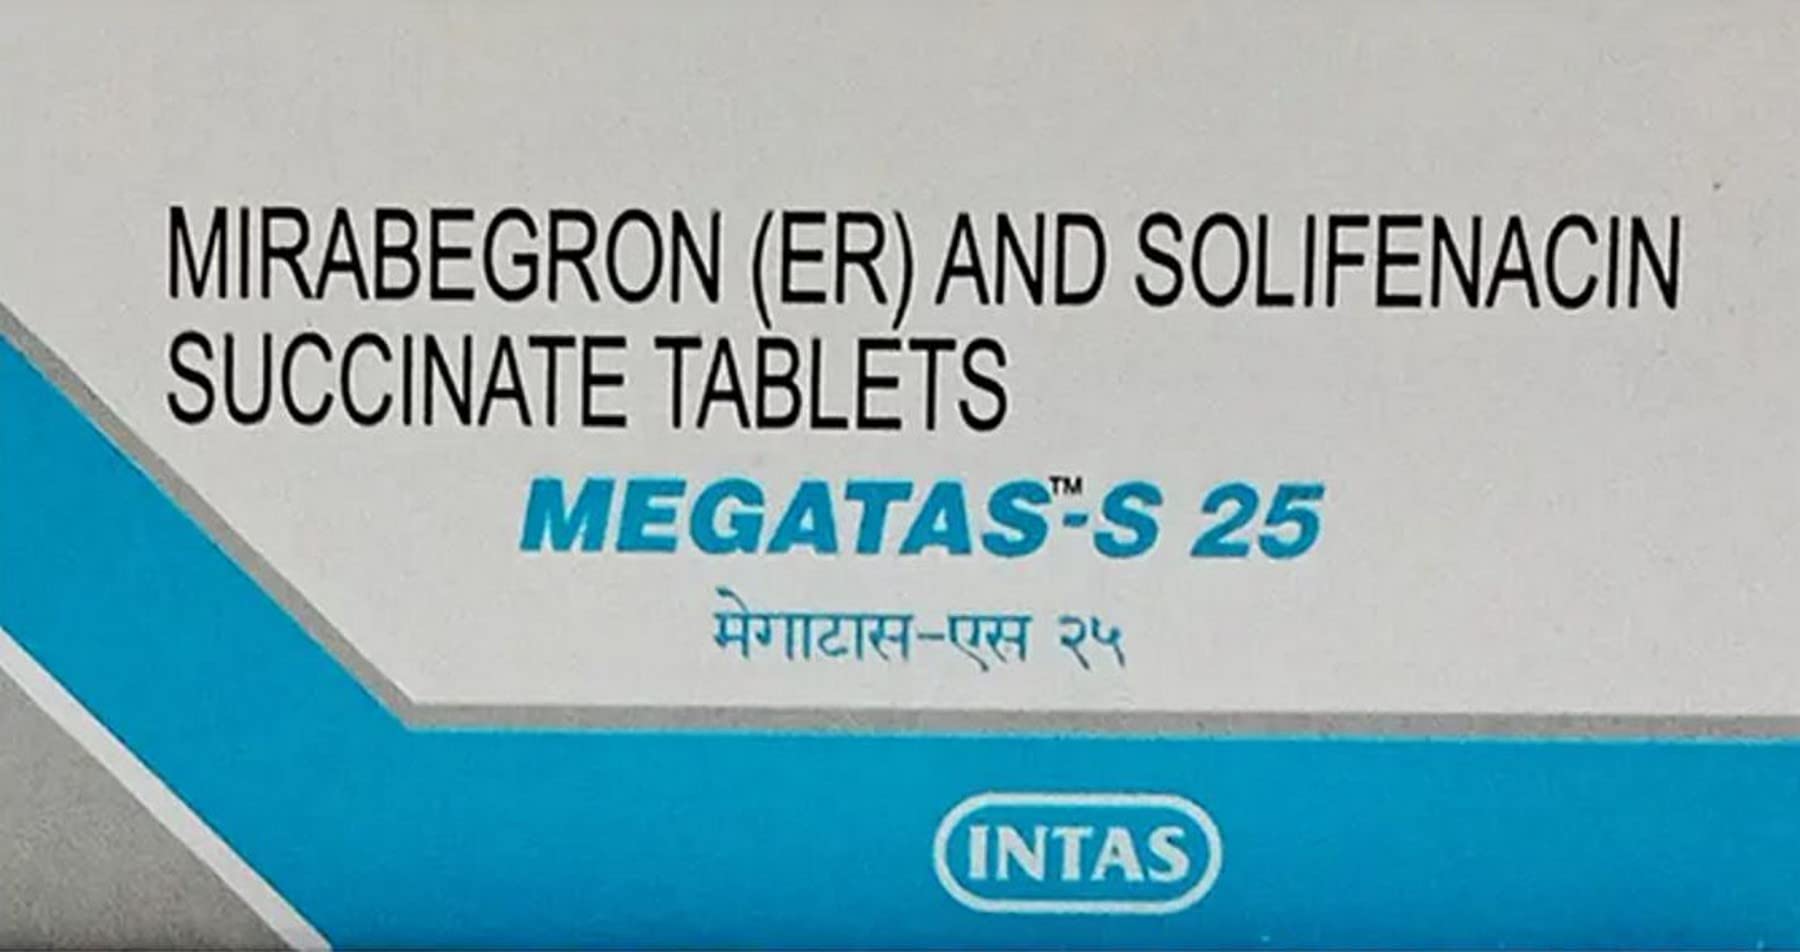 MIRABEGRON (ER) AND SOLIFENACIN
SUCCINATE TABLETS
MEGATAS™-S 25
मेगाटास-एस २५
INTAS